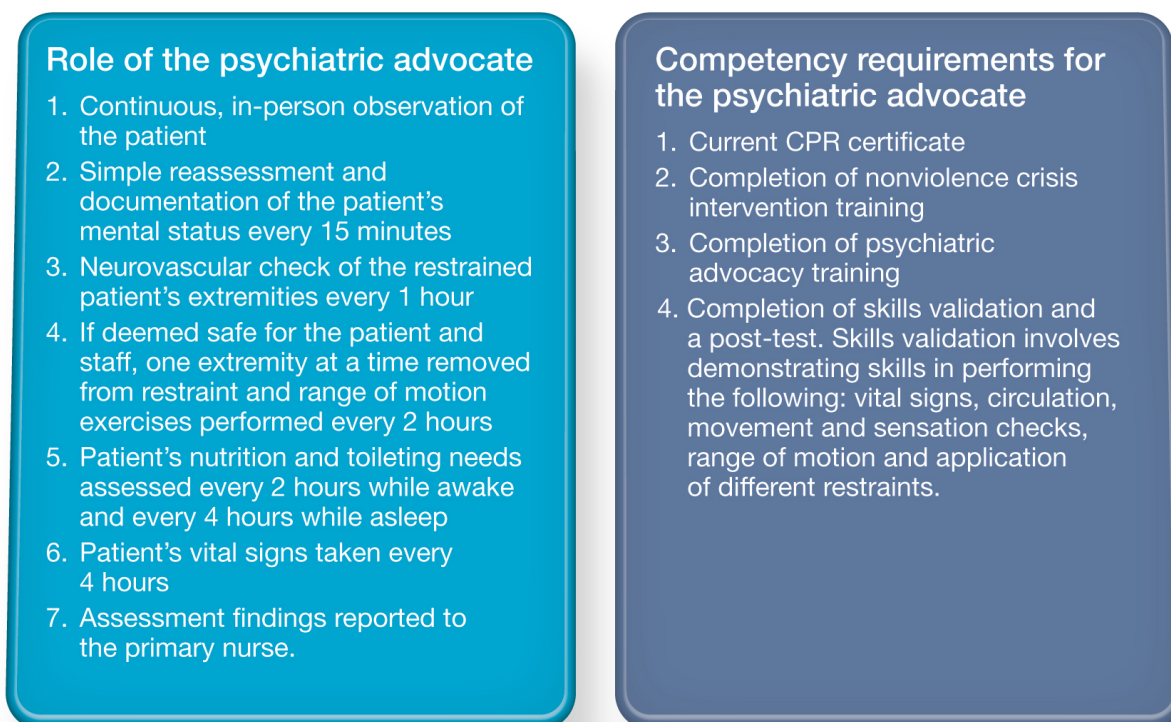 Role of the psychiatric advocate
1. Continuous, in-person observation of
the patient
2. Simple reassessment and
documentation of the patient’s
mental status every 15 minutes
3. Neurovascular check of the restrained
patient’s extremities every 1 hour
4. If deemed safe for the patient and
staff, one extremity at a time removed
from restraint and range of motion
exercises performed every 2 hours
5. Patient’s nutrition and toileting needs
assessed every 2 hours while awake
and every 4 hours while asleep
6. Patient’s vital signs taken every
4 hours
7. Assessment findings reported to
the primary nurse.
Competency requirements for
the psychiatric advocate
1. Current CPR certificate
2. Completion of nonviolence crisis
intervention training
3. Completion of psychiatric
advocacy training
4. Completion of skills validation and
a post-test. Skills validation involves
demonstrating skills in performing
the following: vital signs, circulation,
movement and sensation checks,
range of motion and application
of different restraints.